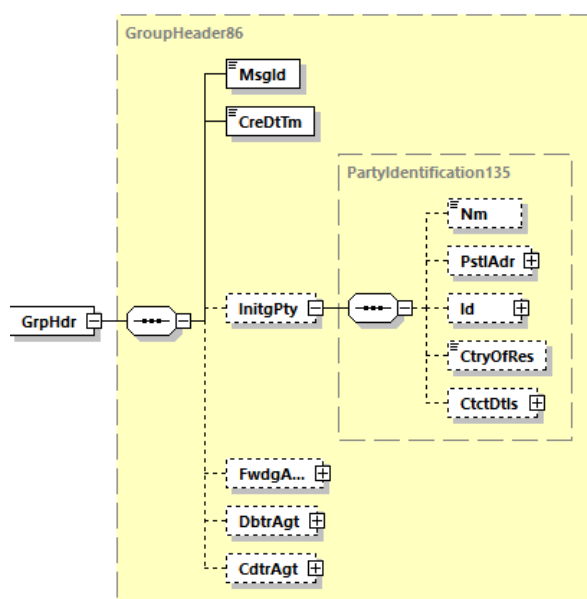 GroupHeader86
MsgId
CreDtTm
PartyIdentification135
Nm
PstlAdr
GrpHdr
InitgPty
Id
CtryOfRes
CtctDtls
FwdgA...
DbtrAgt
CdtrAgt